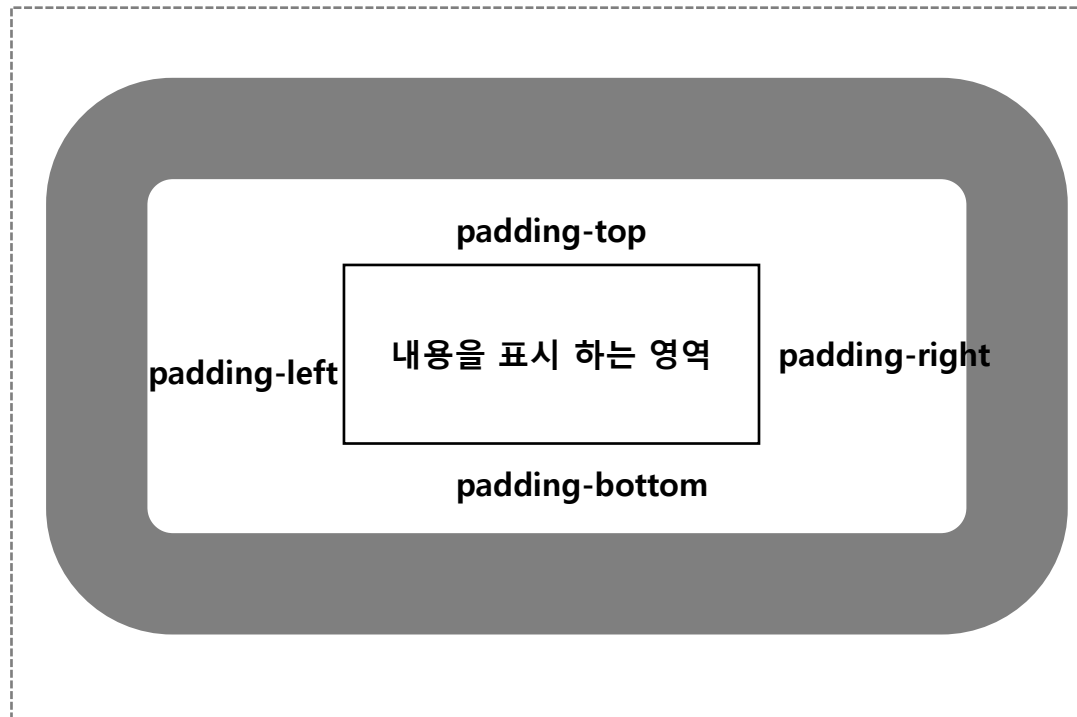 padding-top
내용을 표시 하는 영역
padding-right
padding-left
padding-bottom